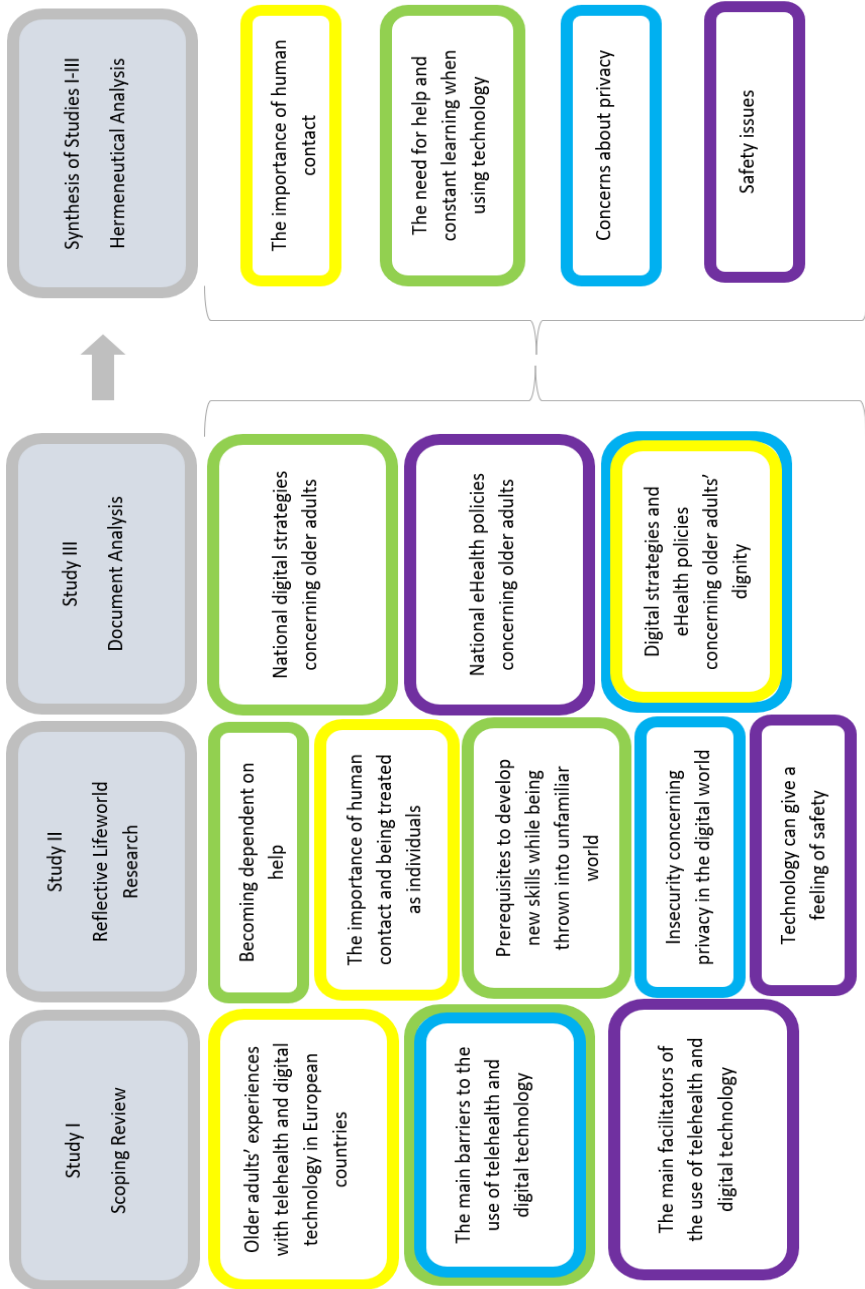 Study I
Scoping Review
Older adults’ experiences
with telehealth and digital
technology in European
countries
The main barriers to the
use of telehealth and
digital technology
The main facilitators of
the use of telehealth and
digital technology
Study II
Reflective Lifeworld
Research
Becoming dependent on
help
The importance of human
contact and being treated
as individuals
Prerequisites to develop
new skills while being
thrown into unfamiliar
world
Insecurity concerning
privacy in the digital world
Technology can give a
feeling of safety
Study III
Document Analysis
National digital strategies
concerning older adults
National eHealth policies
concerning older adults
Digital strategies and
eHealth policies
concerning older adults’
dignity
Synthesis of Studies I-III
Hermeneutical Analysis
The importance of human
contact
The need for help and
constant learning when
using technology
Concerns about privacy
Safety issues